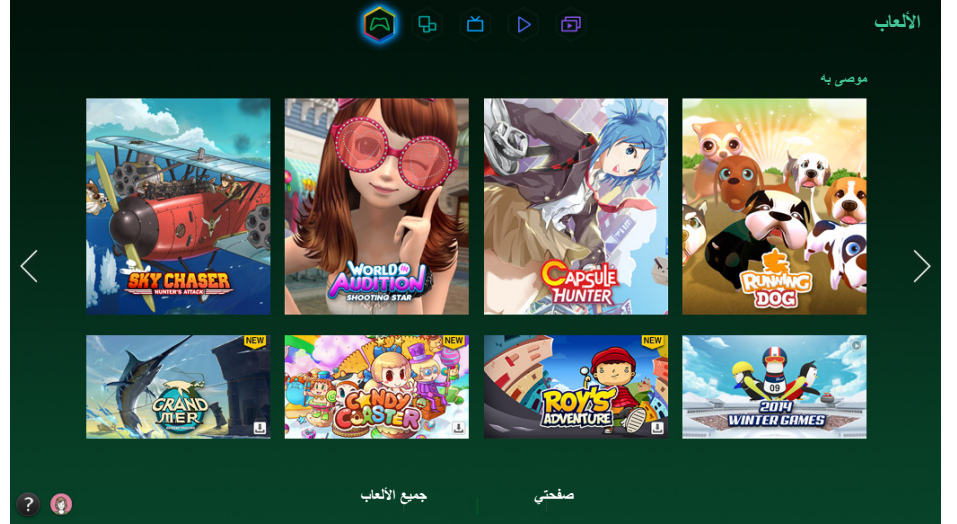 الألعاب
موصى به
SKY CHASER
HUNTER'S ATTACK
WORLD IN
AUDITION
SHOOTING STAR
CAPSULE
HUNTER
RUNNING
DOG
NEW
GRAND
NEW
CANDY
COASTER
NEW
ROY'S
ADVENTURE
09
2014
WINTER GAMES
صفحتي
جميع الألعاب
?